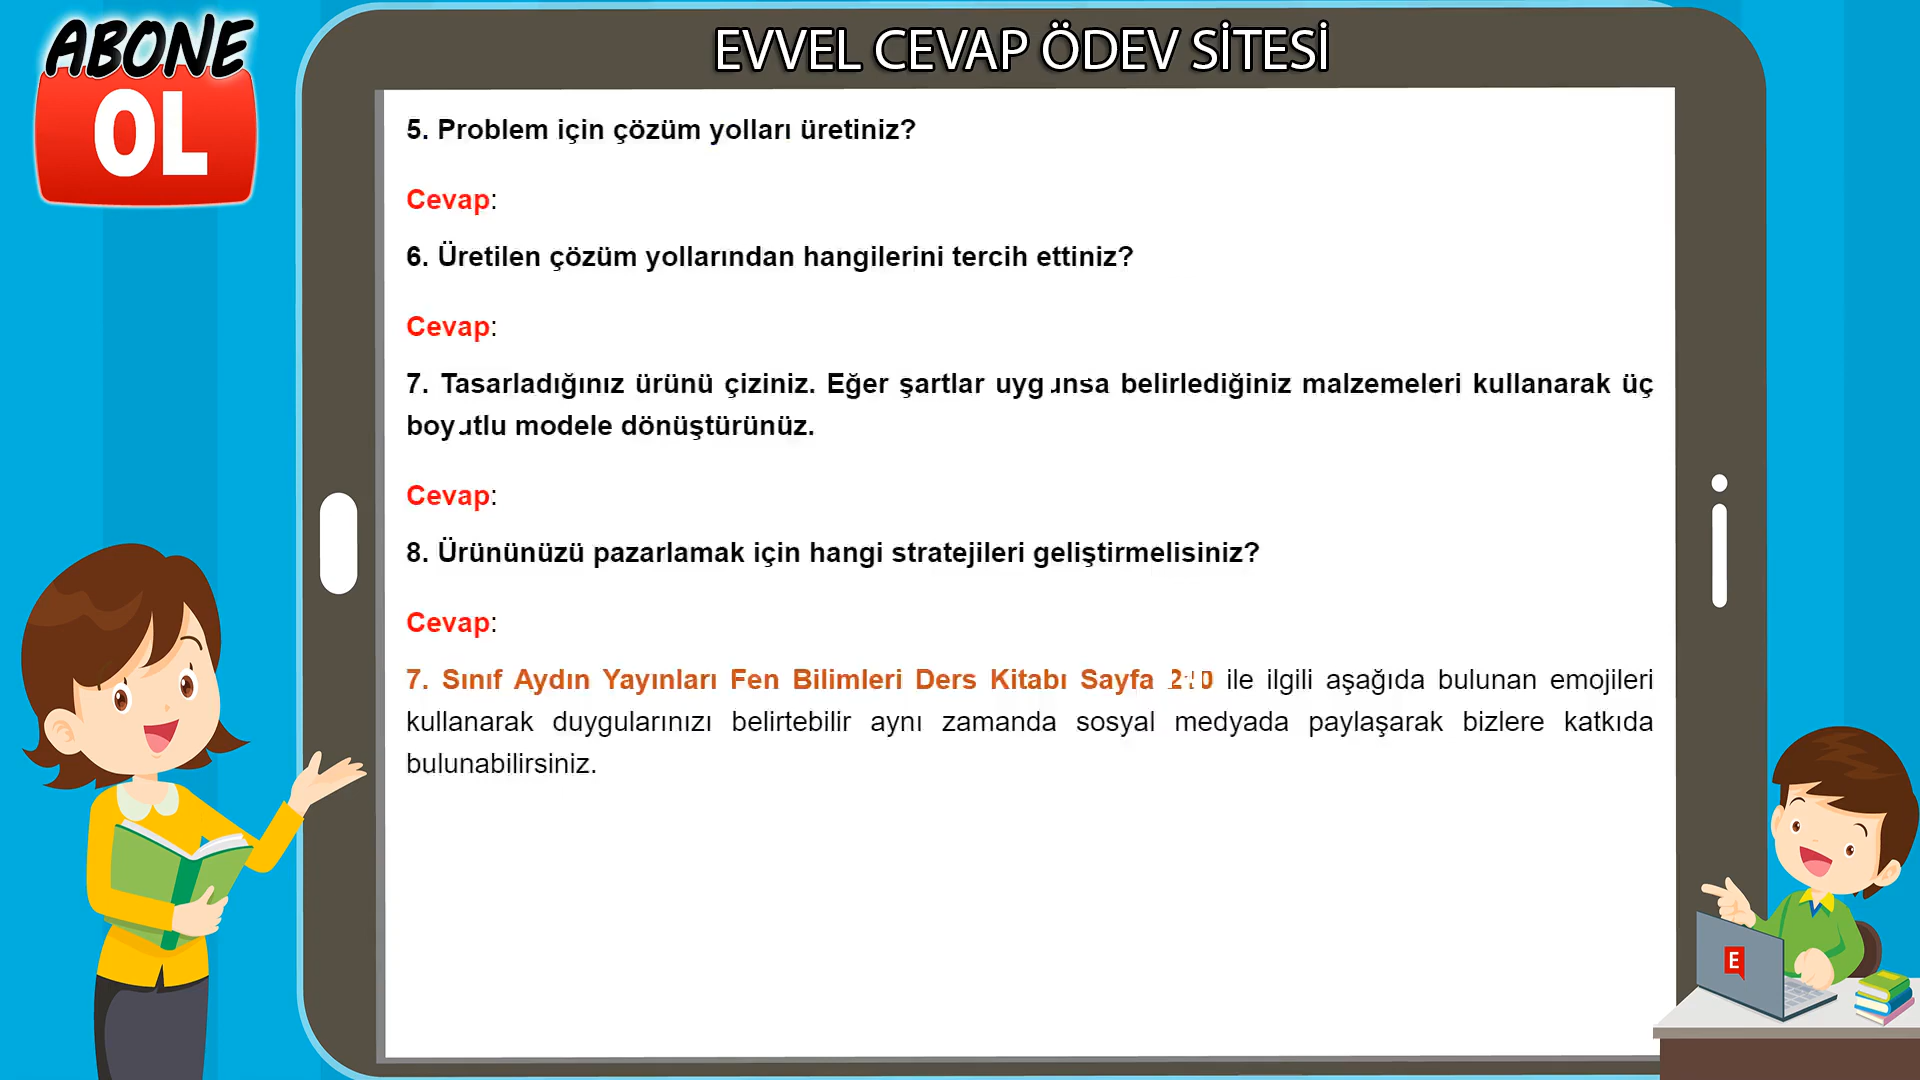 ABONE
OL
EVVEL CEVAP ÖDEV SİTESİ
5. Problem için çözüm yolları üretiniz?
Cevap:
6. Üretilen çözüm yollarından hangilerini tercih ettiniz?
Cevap:
7. Tasarladığınız ürünü çiziniz. Eğer şartlar uygunsa belirlediğiniz malzemeleri kullanarak üç
boyutlu modele dönüştürünüz.
Cevap:
8. Ürününüzü pazarlamak için hangi stratejileri geliştirmelisiniz?
Cevap:
7. Sınıf Aydın Yayınları Fen Bilimleri Ders Kitabı Sayfa ile ilgili aşağıda bulunan emojileri
kullanarak duygularınızı belirtebilir aynı zamanda sosyal medyada paylaşarak bizlere katkıda
bulunabilirsiniz.
E